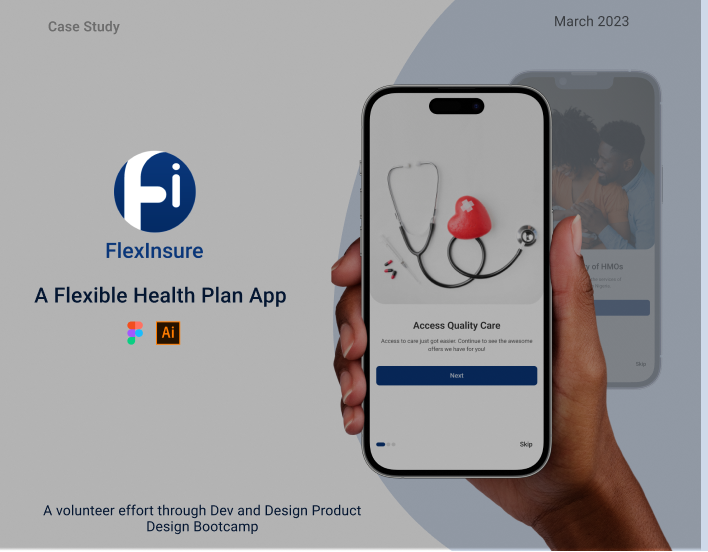 Case Study
March 2023
Fi
FlexInsure
A Flexible Health Plan App
Ai
A volunteer effort through Dev and Design Product
Design Bootcamp
Access Quality Care
Access to care just got easier. Continue to see the awesome
offers we have for you!
Next
Skip
y of HMOs
Skip